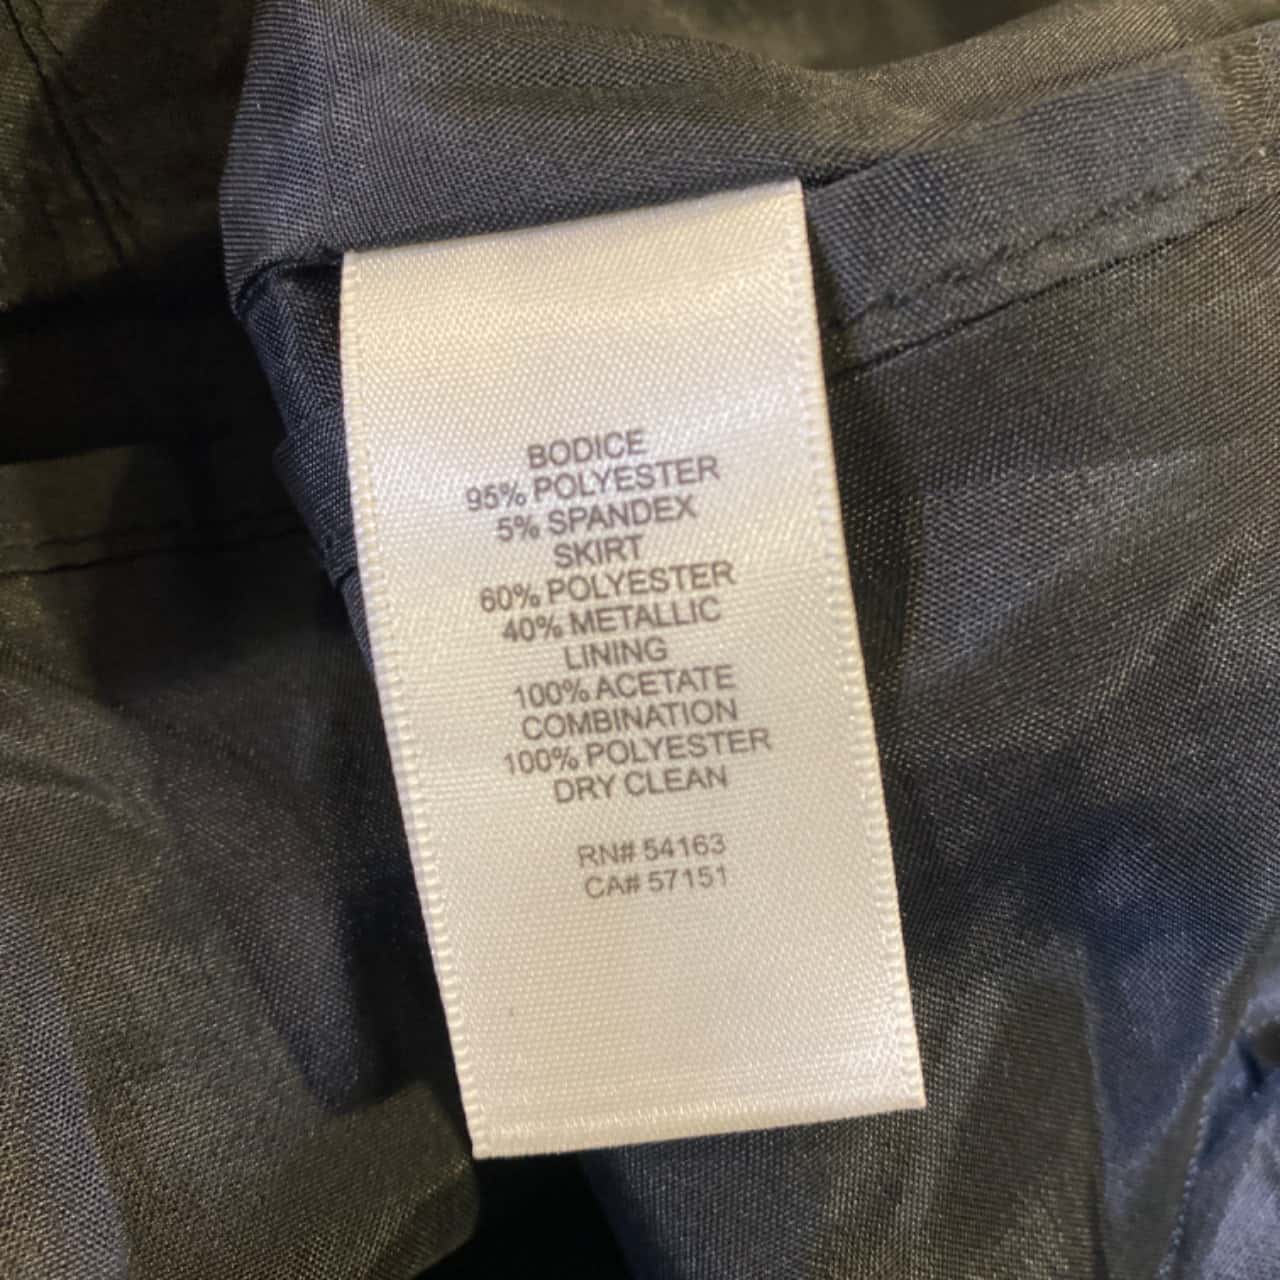 BODICE
95% POLYESTER
5% SPANDEX
SKIRT
60% POLYESTER
40% METALLIC
LINING
100% ACETATE
COMBINATION
100% POLYESTER
DRY CLEAN
RN# 54163
CA# 57151